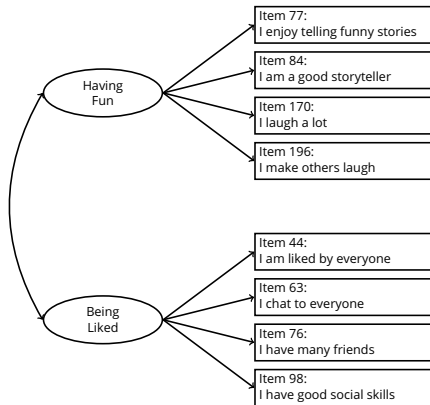 Item 77:
I enjoy telling funny stories
Item 84:
I am a good storyteller
Having
Fun
Item 170:
I laugh a lot
Item 196:
I make others laugh
Item 44:
I am liked by everyone
Item 63:
I chat to everyone
Being
Liked
Item 76:
I have many friends
Item 98:
I have good social skills